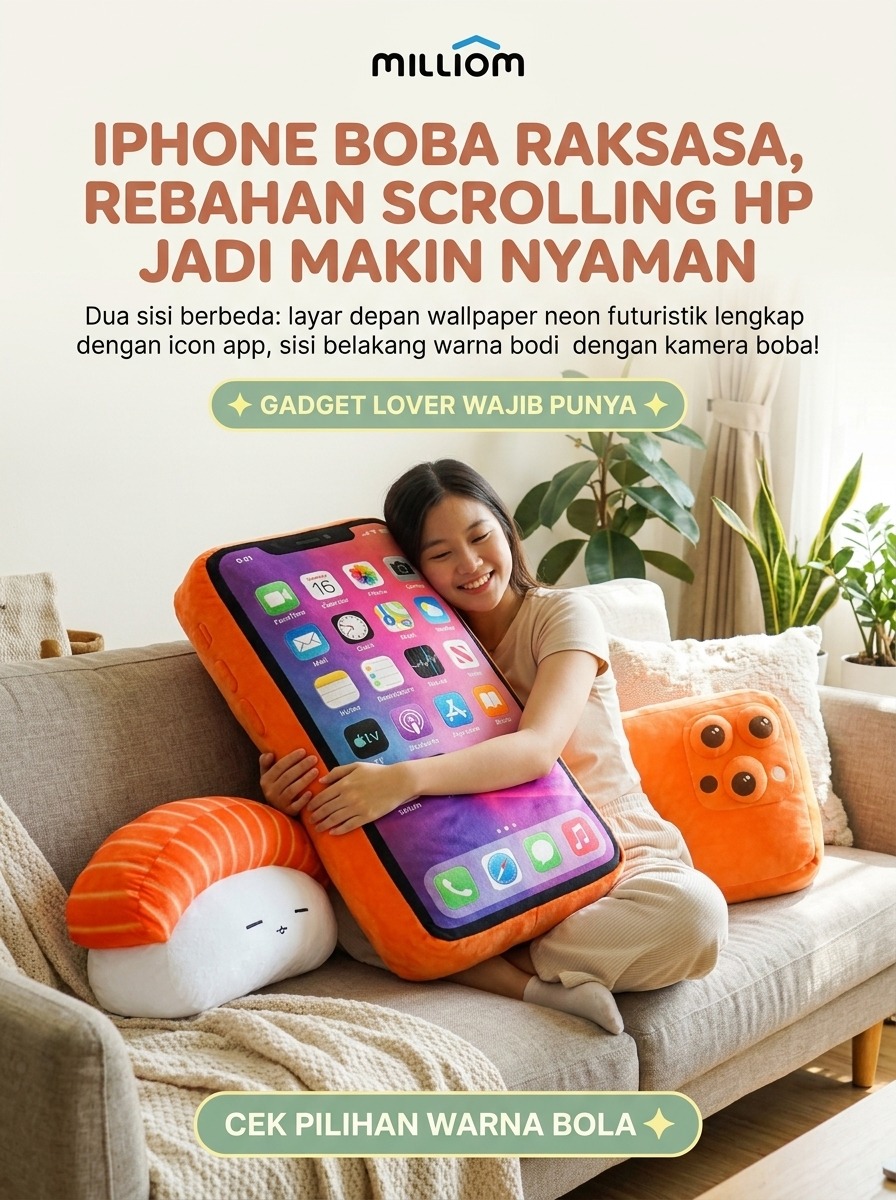 MILLIOM
IPHONE BOBA RAKSASA,
REBAHAN SCROLLING HP
JADI MAKIN NYAMAN
Dua sisi berbeda: layar depan wallpaper neon futuristik lengkap
dengan icon app, sisi belakang warna bodi dengan kamera boba!
GADGET LOVER WAJIB PUNYA
16
Mail
tv
CEK PILIHAN WARNA BOLA